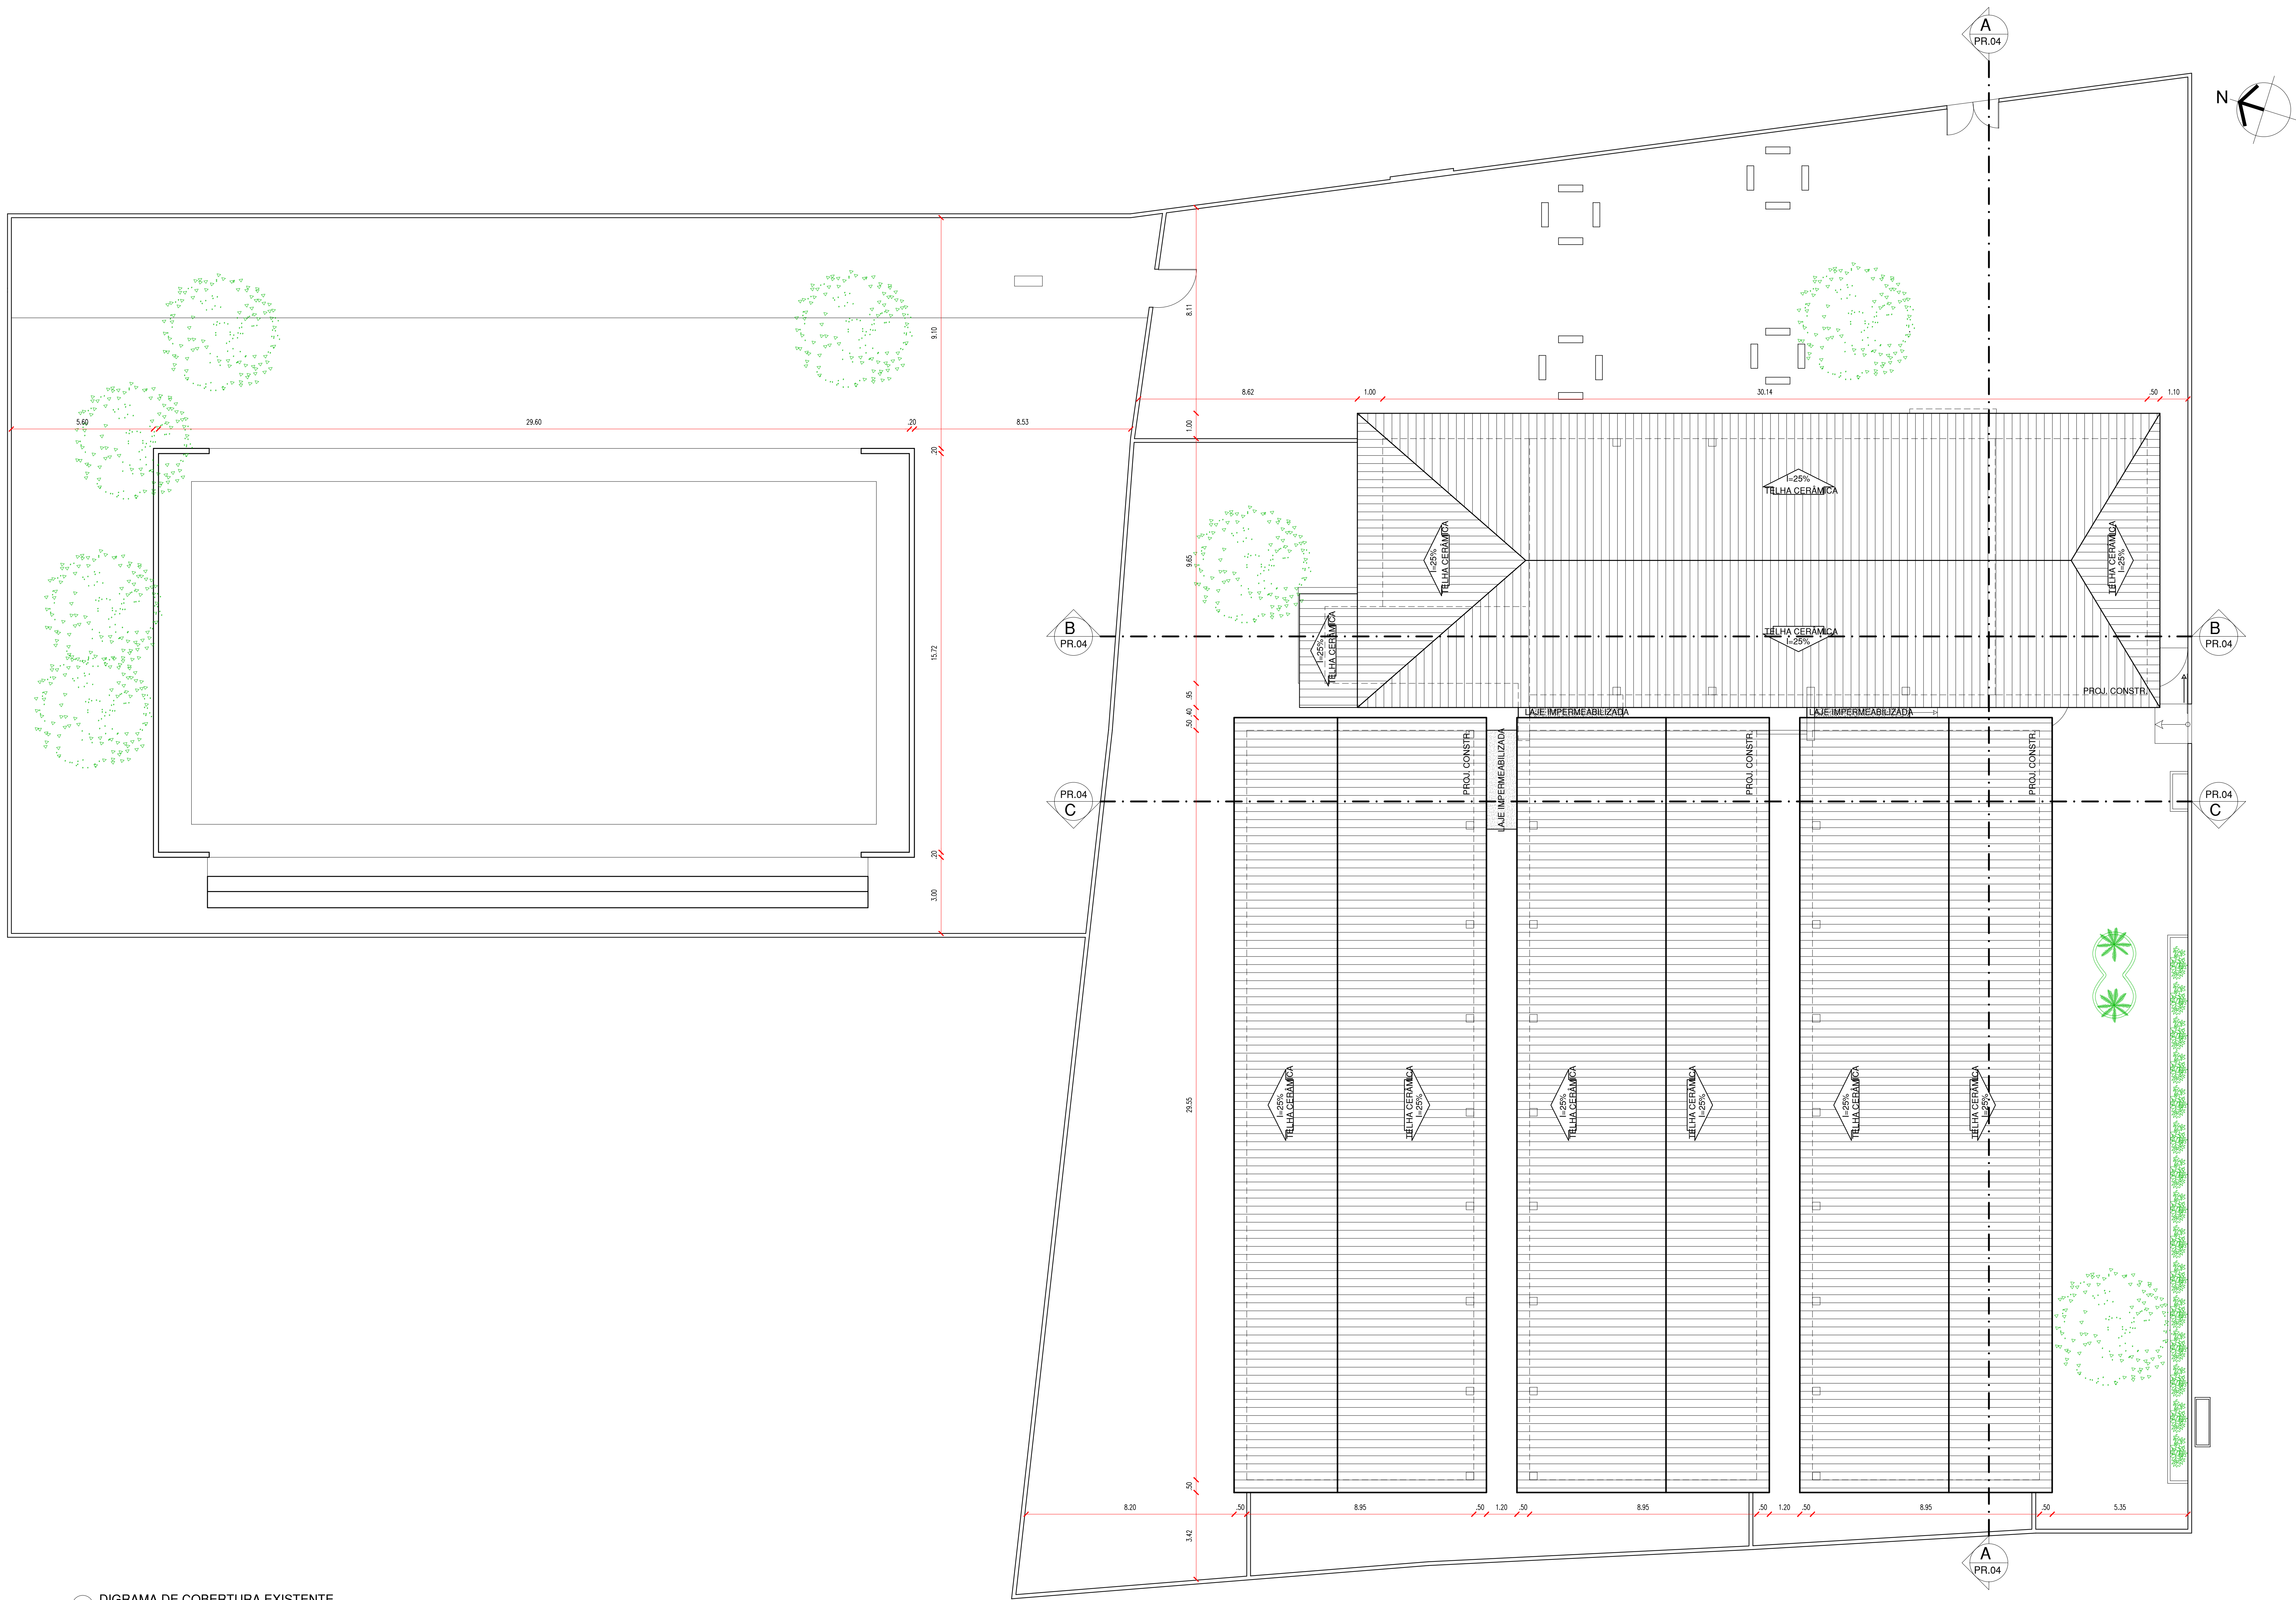 A
PR.04
N
9.10
8.11
8.62
1.00
30.14
.50
1.10
5.60
29.60
.20
8.53
.20
1.00
I=25%
TELHA CERÂMICA
I=25%
TELHA CERÂMICA
TELHA CERÂMICA
I=25%
9.65
I=25%
TELHA CERÂMICA
TELHA CERÂMICA
I=25%
B
PR.04
B
PR.04
15.72
.95
.40
.50
PROJ. CONSTR.
LAJE IMPERMEABILIZADA
LAJE IMPERMEABILIZADA
PROJ. CONSTR.
LAJE IMPERMEABILIZADA
PROJ. CONSTR.
PROJ. CONSTR.
PR.04
C
PR.04
C
.20
3.00
29.55
I=25%
TELHA CERÂMICA
TELHA CERÂMICA
I=25%
I=25%
TELHA CERÂMICA
TELHA CERÂMICA
I=25%
I=25%
TELHA CERÂMICA
TELHA CERÂMICA
I=25%
.50
8.20
.50
8.95
.50
1.20
.50
8.95
.50
1.20
.50
8.95
.50
5.35
3.42
A
PR.04
DIGRAMA DE COBERTURA EXISTENTE